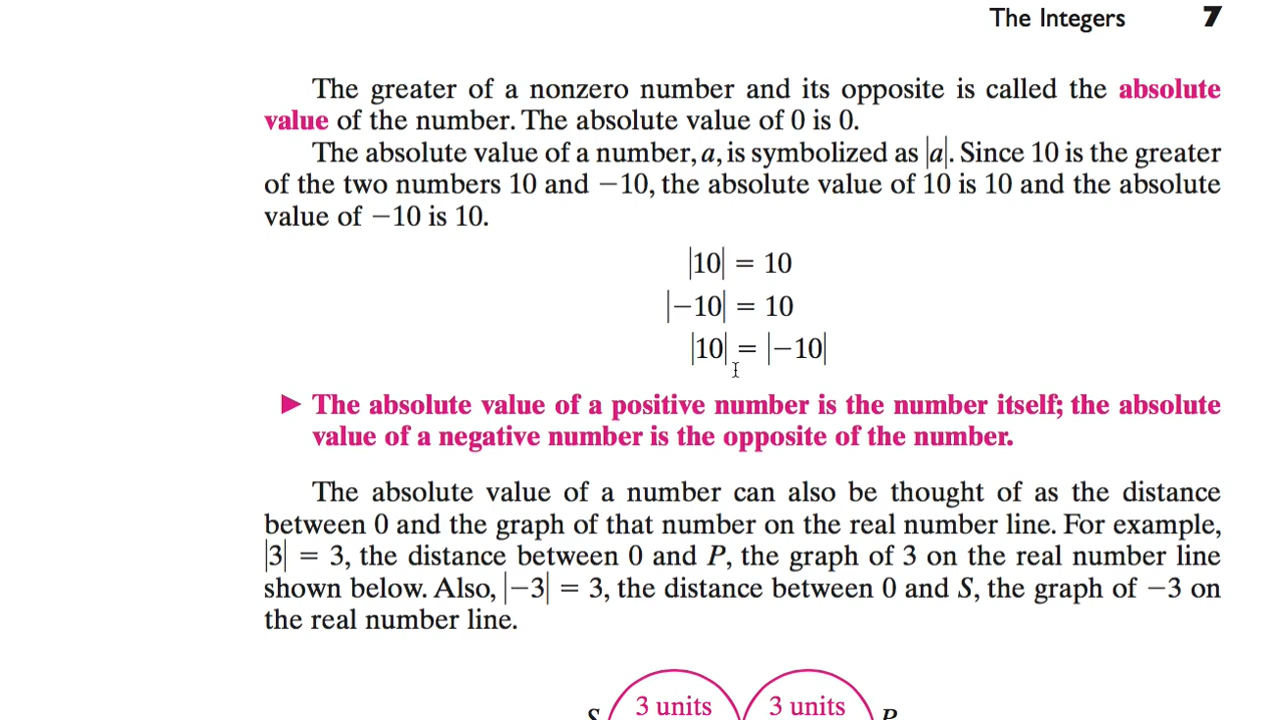 The Integers 7
The greater of a nonzero number and its opposite is called the absolute
value of the number. The absolute value of 0 is 0.
The absolute value of a number, a, is symbolized as |a|. Since 10 is the greater
of the two numbers 10 and −10, the absolute value of 10 is 10 and the absolute
value of −10 is 10.
|10| = 10
|−10| = 10
|10| = |−10|
▶ The absolute value of a positive number is the number itself; the absolute
value of a negative number is the opposite of the number.
The absolute value of a number can also be thought of as the distance
between 0 and the graph of that number on the real number line. For example,
|3| = 3, the distance between 0 and P, the graph of 3 on the real number line
shown below. Also, |−3| = 3, the distance between 0 and S, the graph of −3 on
the real number line.
S 3 units 3 units P